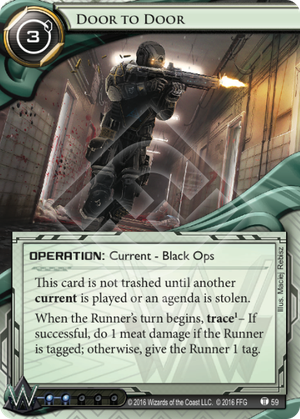 Door to Door
3
OPERATION: Current - Black Ops
This card is not trashed until another
current is played or an agenda is stolen.
When the Runner's turn begins, trace¹– If
successful, do 1 meat damage if the Runner
is tagged; otherwise, give the Runner 1 tag.
Illus. Maciej Rebisz
© 2016 Wizards of the Coast LLC. © 2016 FFG
59